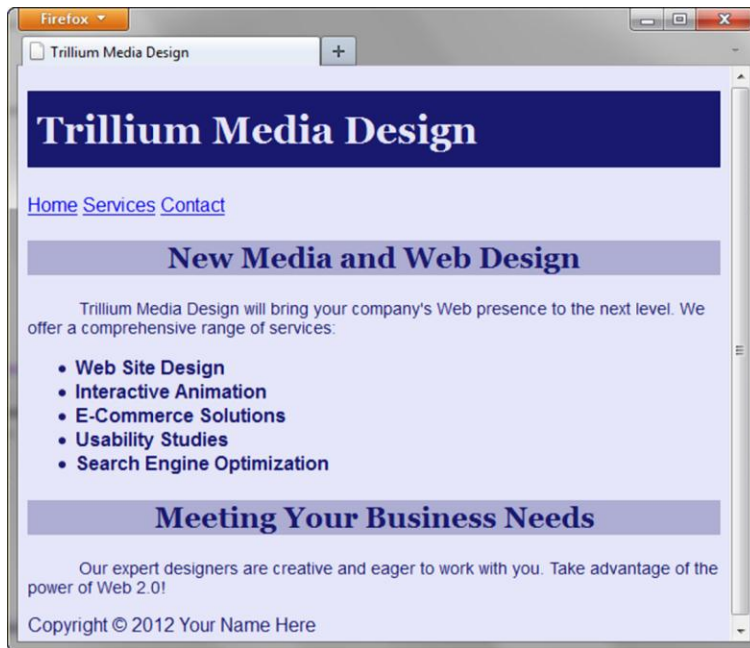 Firefox
Trillium Media Design
Trillium Media Design
Home Services Contact
New Media and Web Design
Trillium Media Design will bring your company's Web presence to the next level. We
offer a comprehensive range of services:
• Web Site Design
• Interactive Animation
• E-Commerce Solutions
• Usability Studies
• Search Engine Optimization
Meeting Your Business Needs
Our expert designers are creative and eager to work with you. Take advantage of the
power of Web 2.0!
Copyright © 2012 Your Name Here